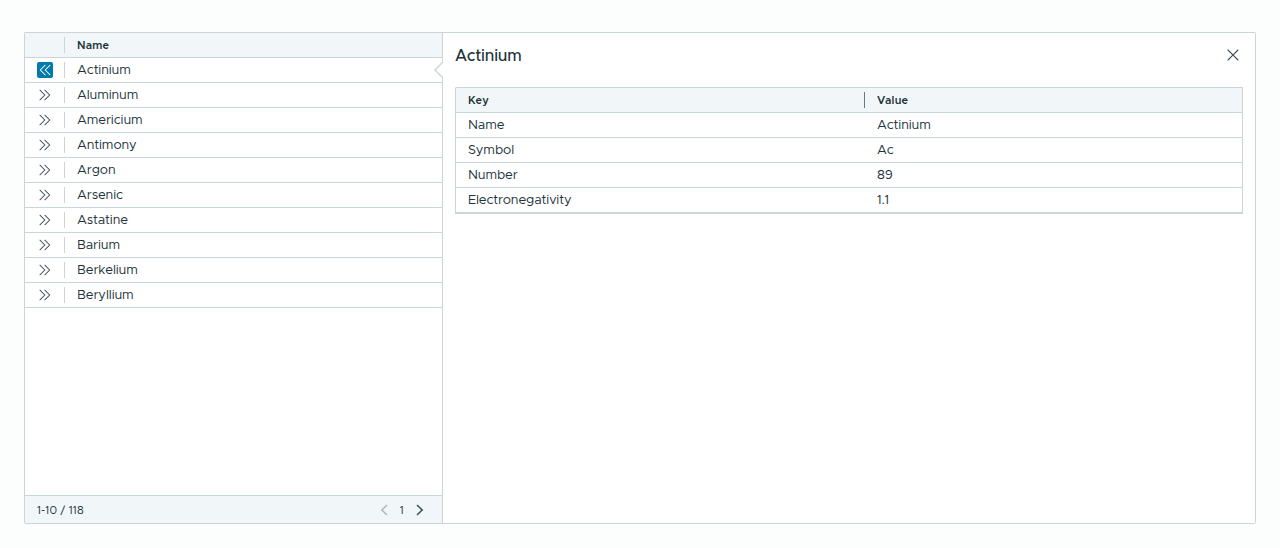 Name
Actinium
Aluminum
Americium
Antimony
Argon
Arsenic
Astatine
Barium
Berkelium
Beryllium
1-10 / 118
1
Actinium
Key Value
Name Actinium
Symbol Ac
Number 89
Electronegativity 1.1